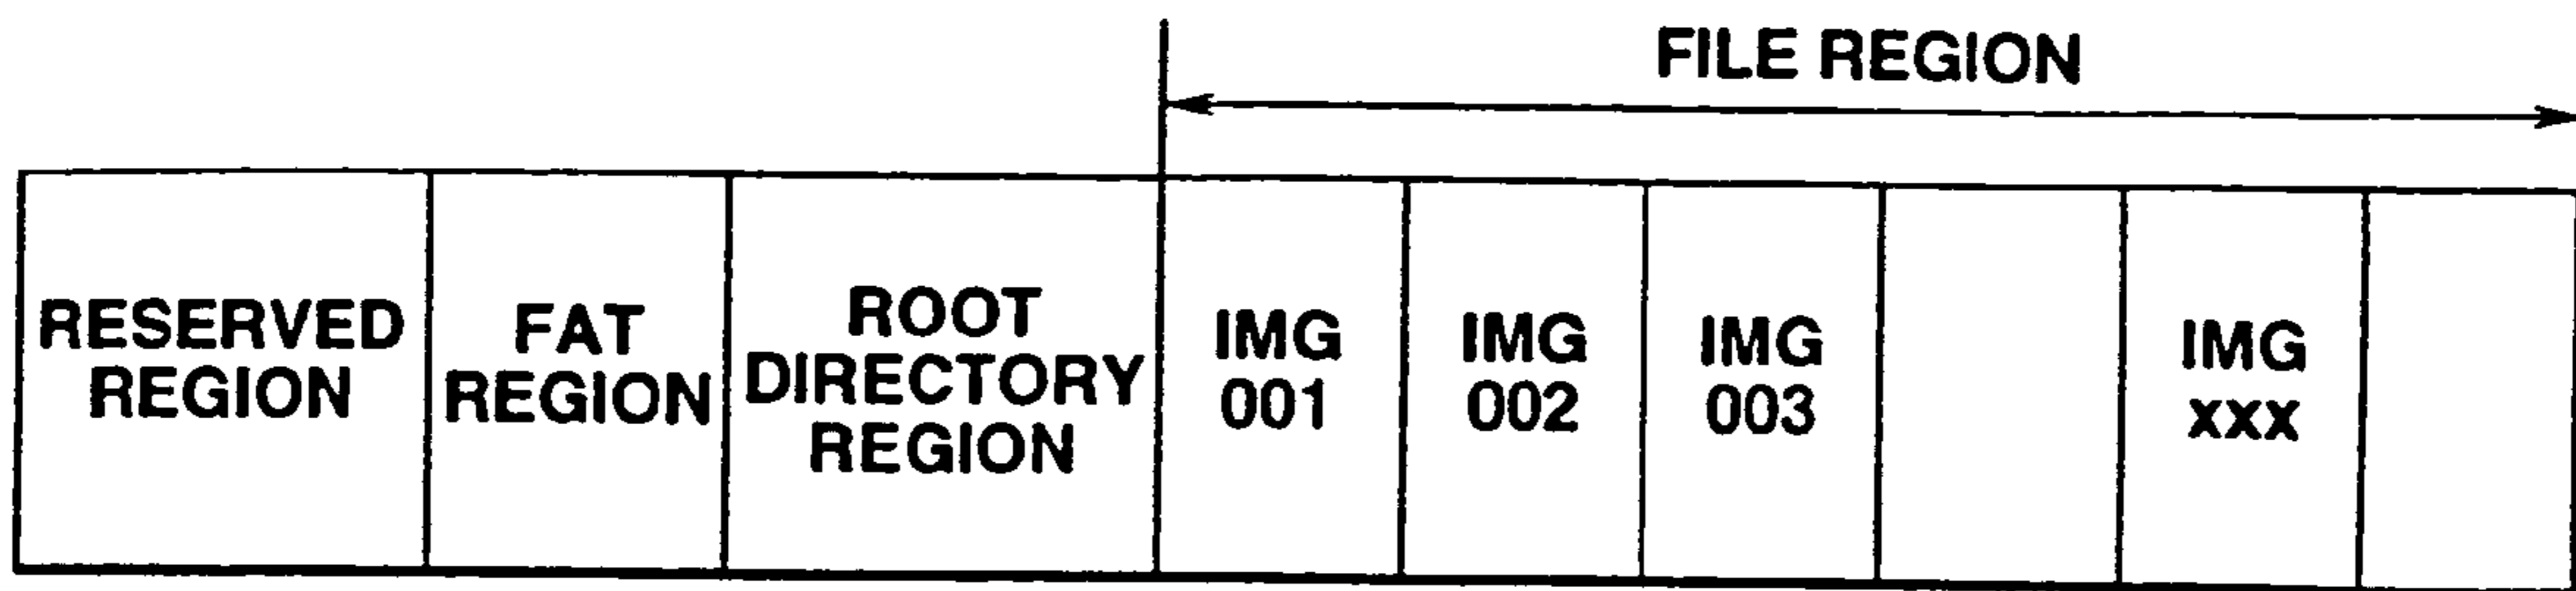 FILE REGION
RESERVED
REGION
FAT
REGION
ROOT
DIRECTORY
REGION
IMG
001
IMG
002
IMG
003
IMG
xxx